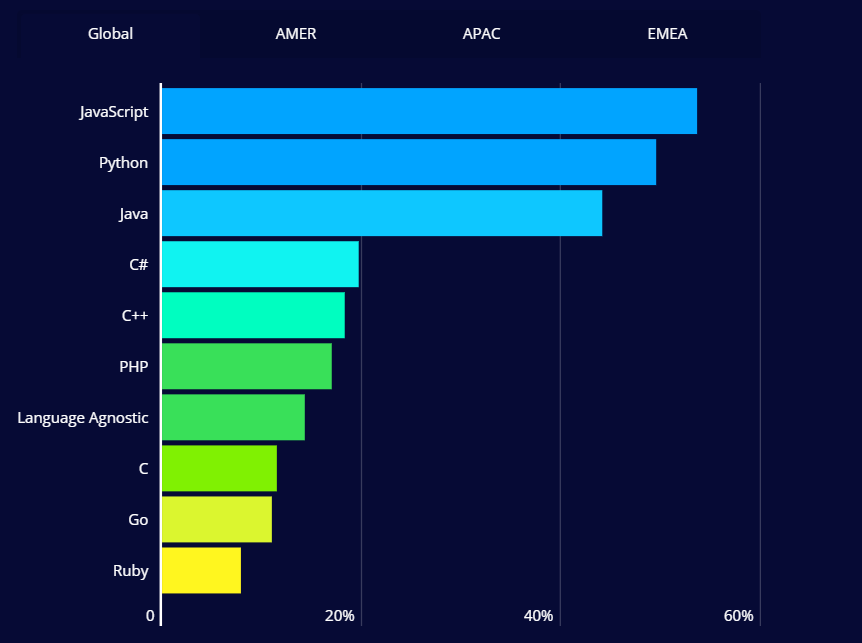 Global AMER APAC EMEA
JavaScript
Python
Java
C#
C++
PHP
Language Agnostic
C
Go
Ruby
0 20% 40% 60%